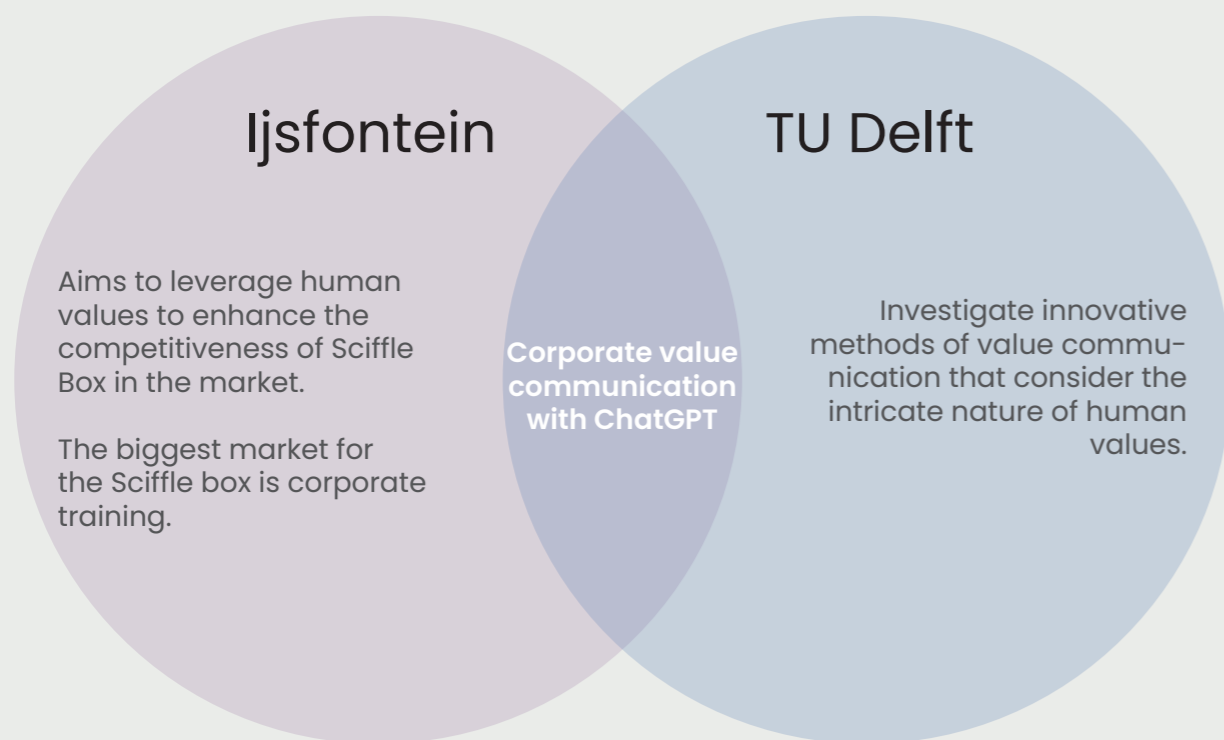 Ijsfontein
Aims to leverage human
values to enhance the
competitiveness of Sciffle
Box in the market.
The biggest market for
the Sciffle box is corporate
training.
Corporate value
communication
with ChatGPT
TU Delft
Investigate innovative
methods of value commu-
nication that consider the
intricate nature of human
values.